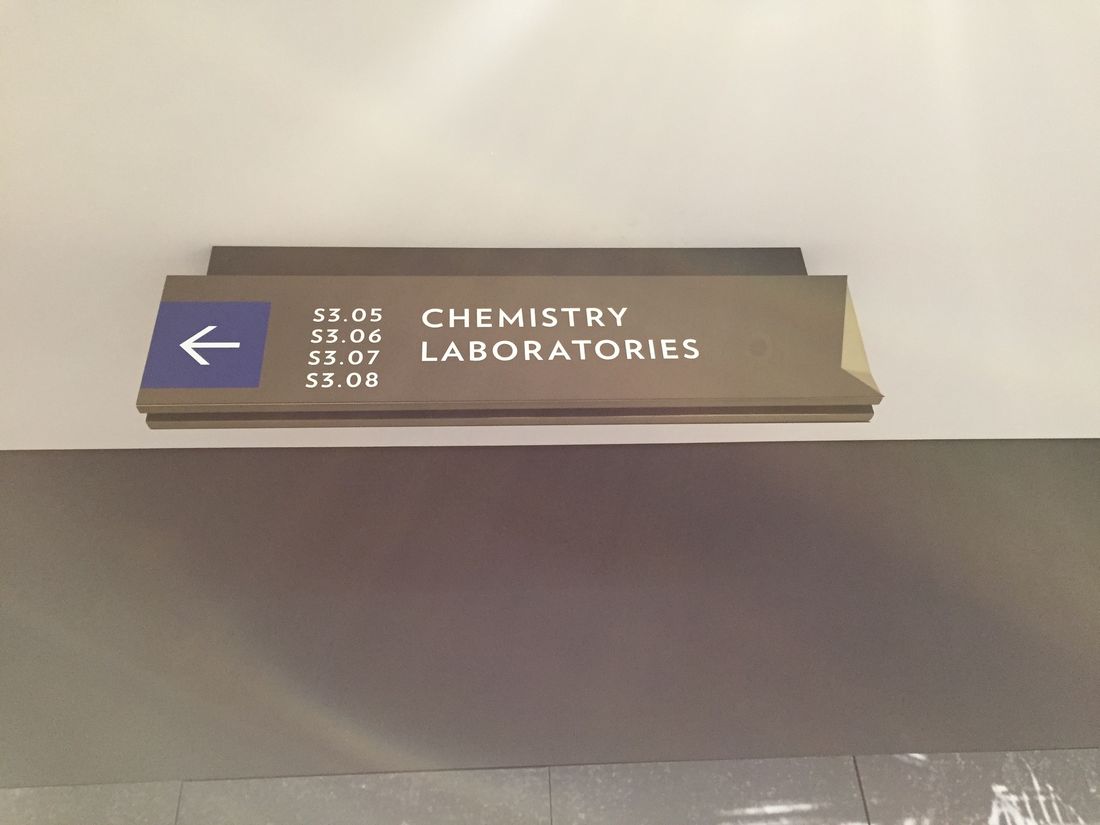 S3.05
S3.06
S3.07
S3.08
CHEMISTRY
LABORATORIES